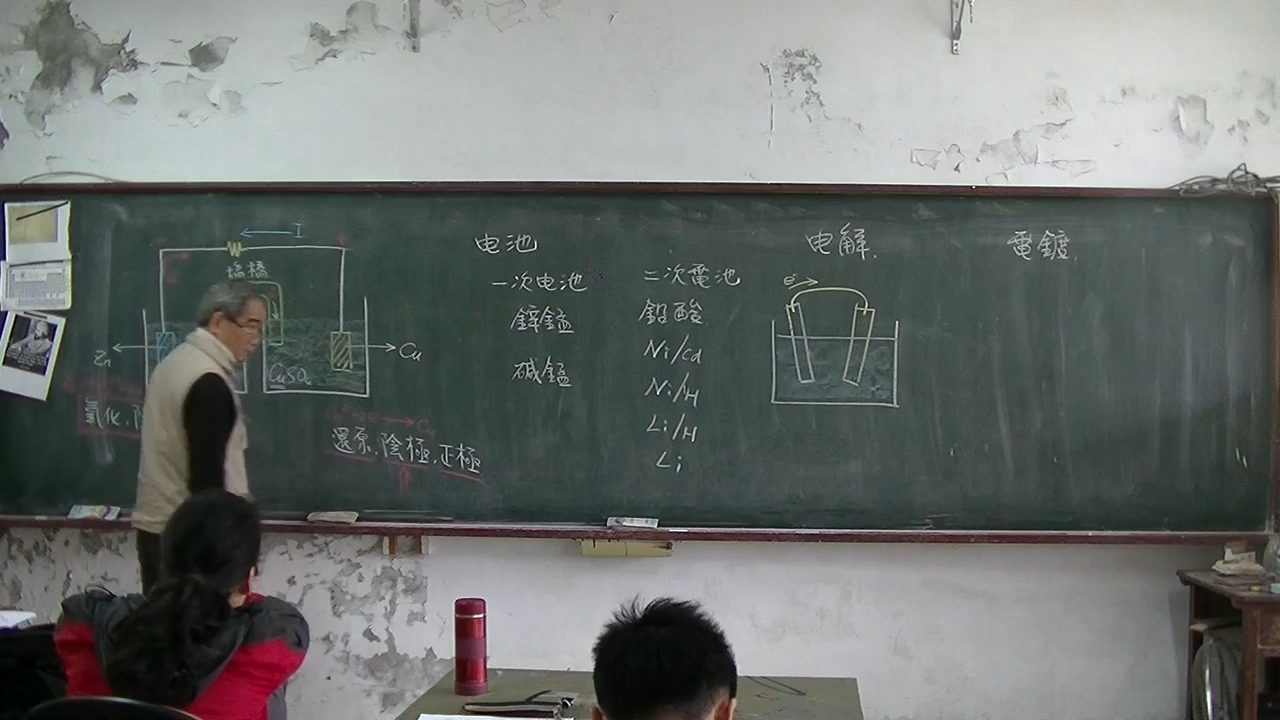 I
塩橋
Zn
Cu
CuSO4
氧化,
還原,陰極,正極
电池
一次电池
鋅錳
碱錳
二次電池
鉛酸
Ni/Cd
Ni/H
Li/H
Li
电解.
e⁻
電鍍.